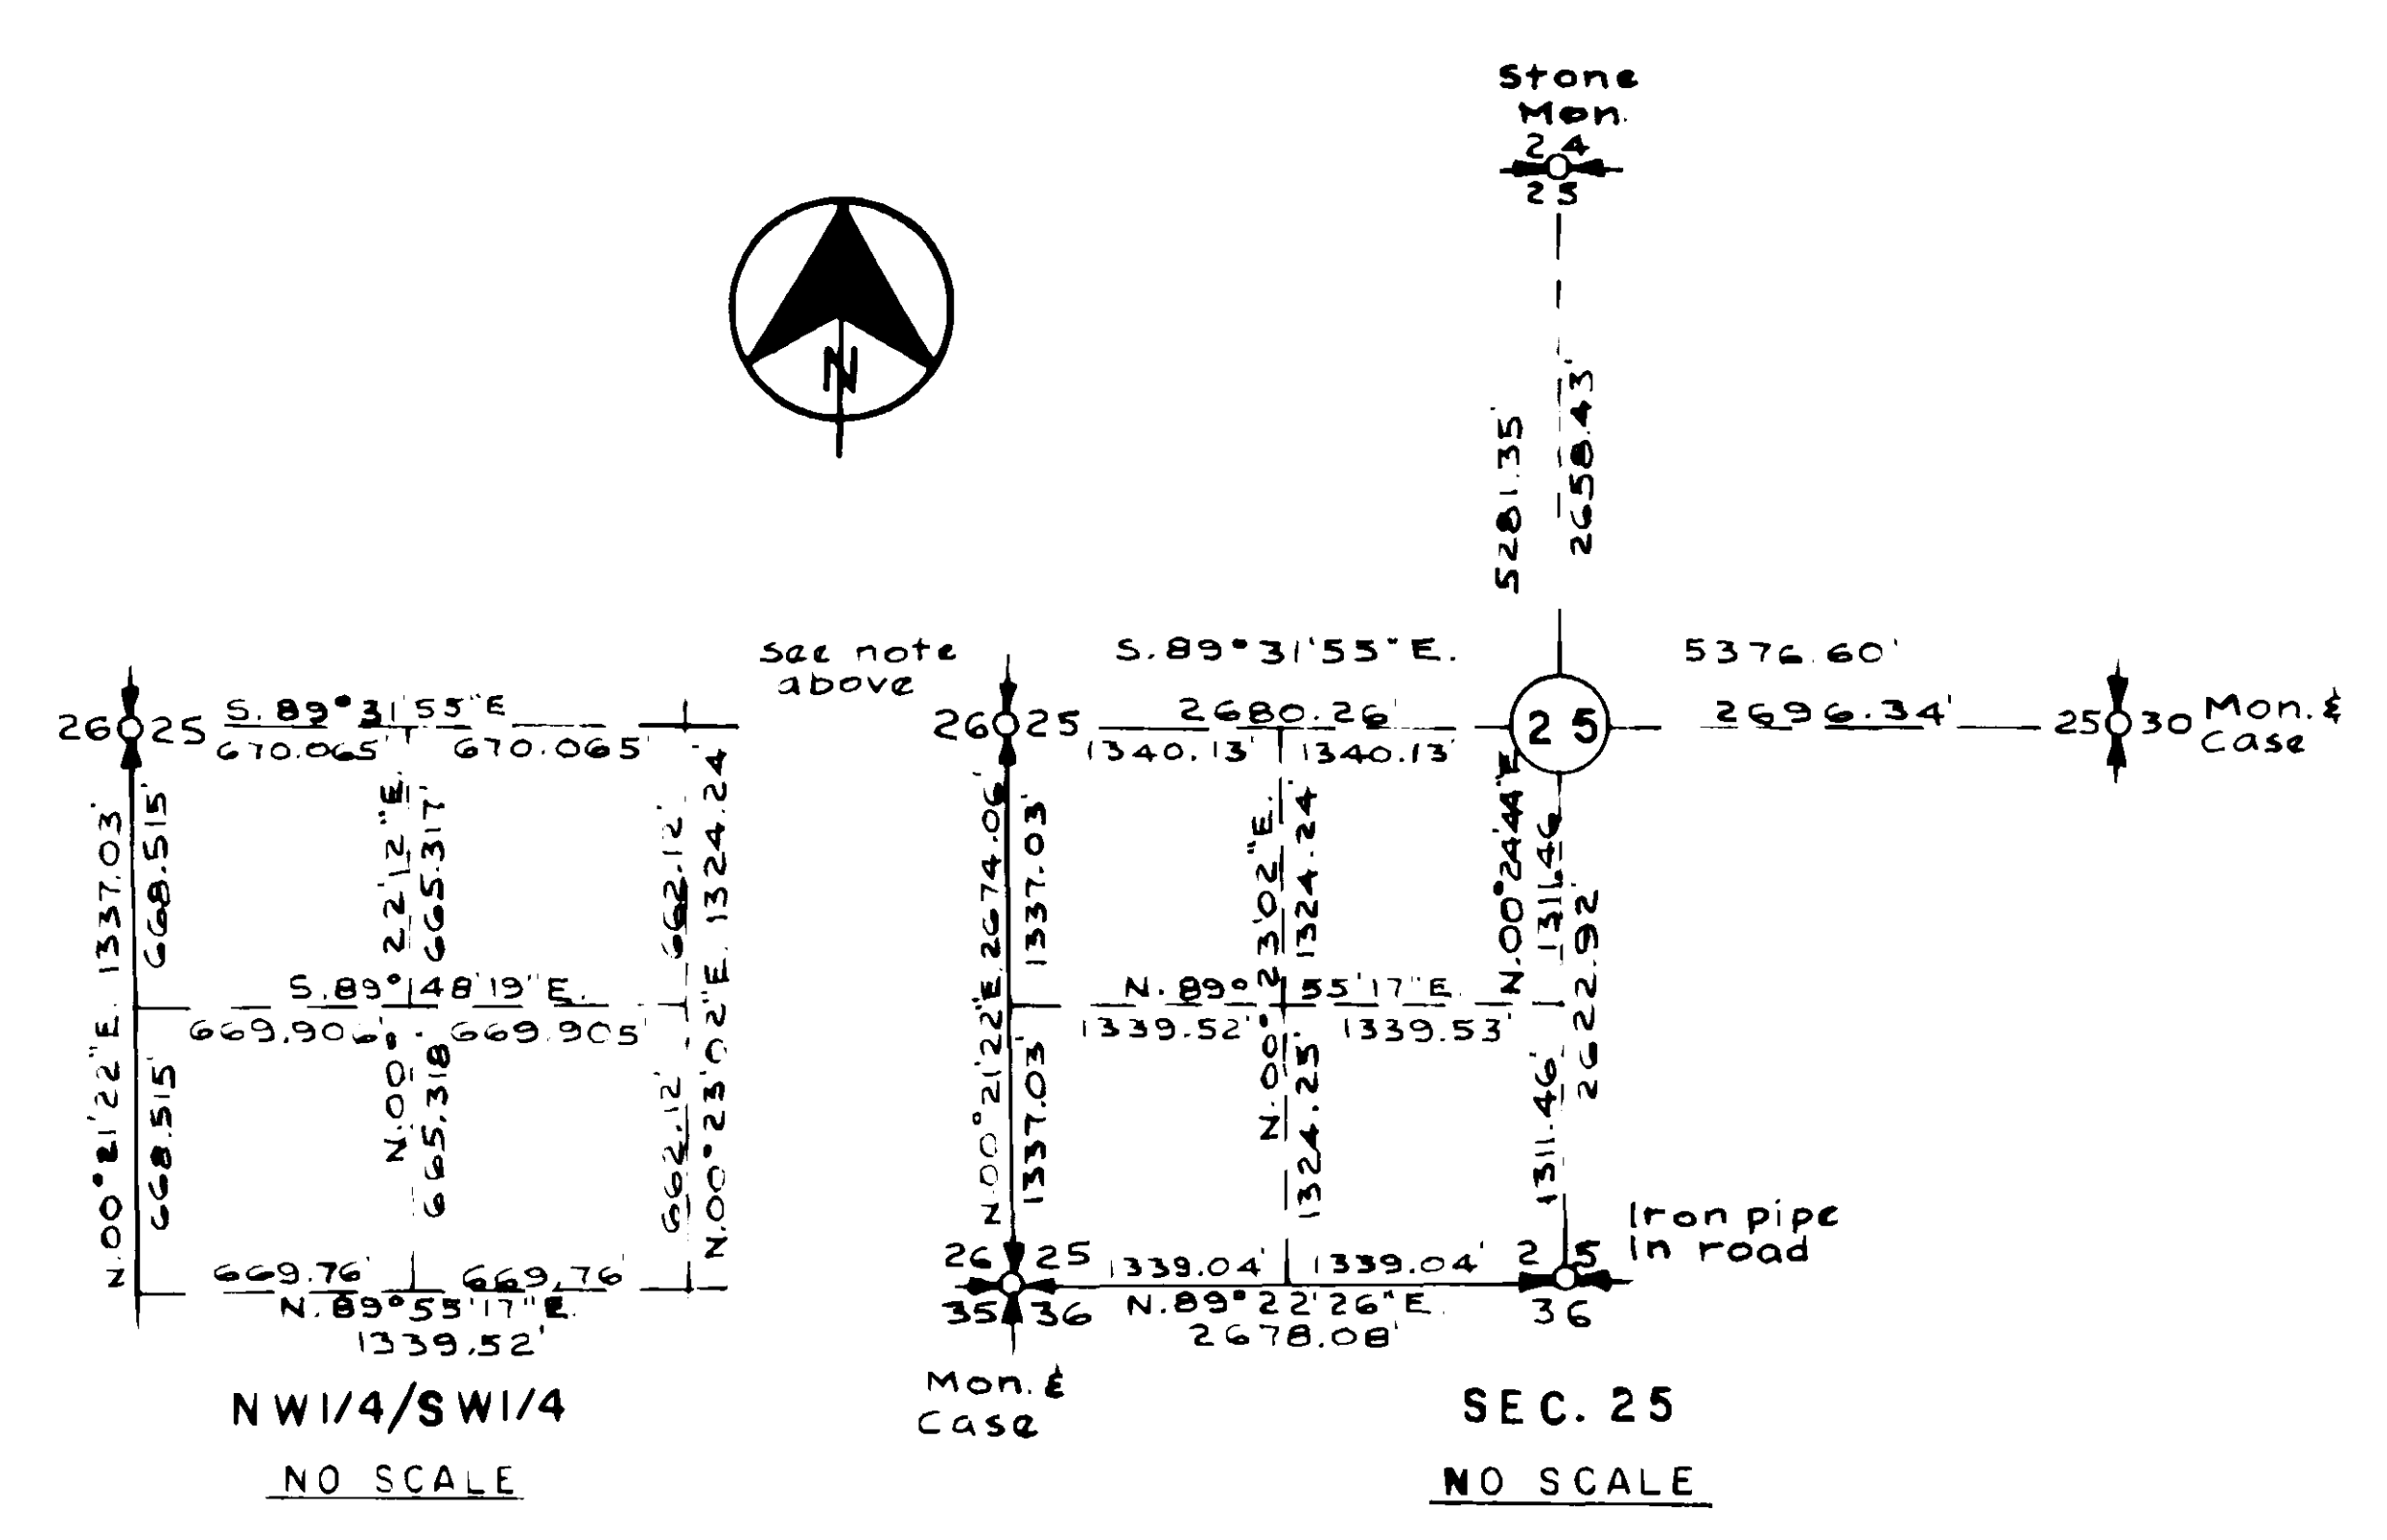 Stone
Mon.
24
25
N
5281.35'
2658.43'
See note
above
S.89°31'55"E.
5376.60'
26 25
S. 89°31'55"E
670.065' 670.065'
26 25
2680.26'
1340.13' 1340.13'
25
2696.34'
25 30
Mon. &
Case
N.00°21'22"E. 1337.03'
668.515'
668.515'
N.00°22'12"E.
665.317'
665.318
662.12'
662.12'
N.00°23'02"E. 1324.24'
S.89°48'19"E.
669.906' 669.905'
669.76' 669.76'
N.89°55'17"E.
1339.52'
N.00°21'22"E. 2674.06'
1337.03'
1337.03'
N.00°23'02"E.
1324.24'
1324.25'
N.00°24'44"E.
1311.46
1311.46'
2622.92'
N.89°55'17"E.
1339.52' 1339.53'
26 25
35 36
1339.04' 1339.04'
N.89°22'26"E.
2678.08'
25
36
Iron pipe
in road
Mon. &
Case
NW1/4/SW1/4
NO SCALE
SEC. 25
NO SCALE